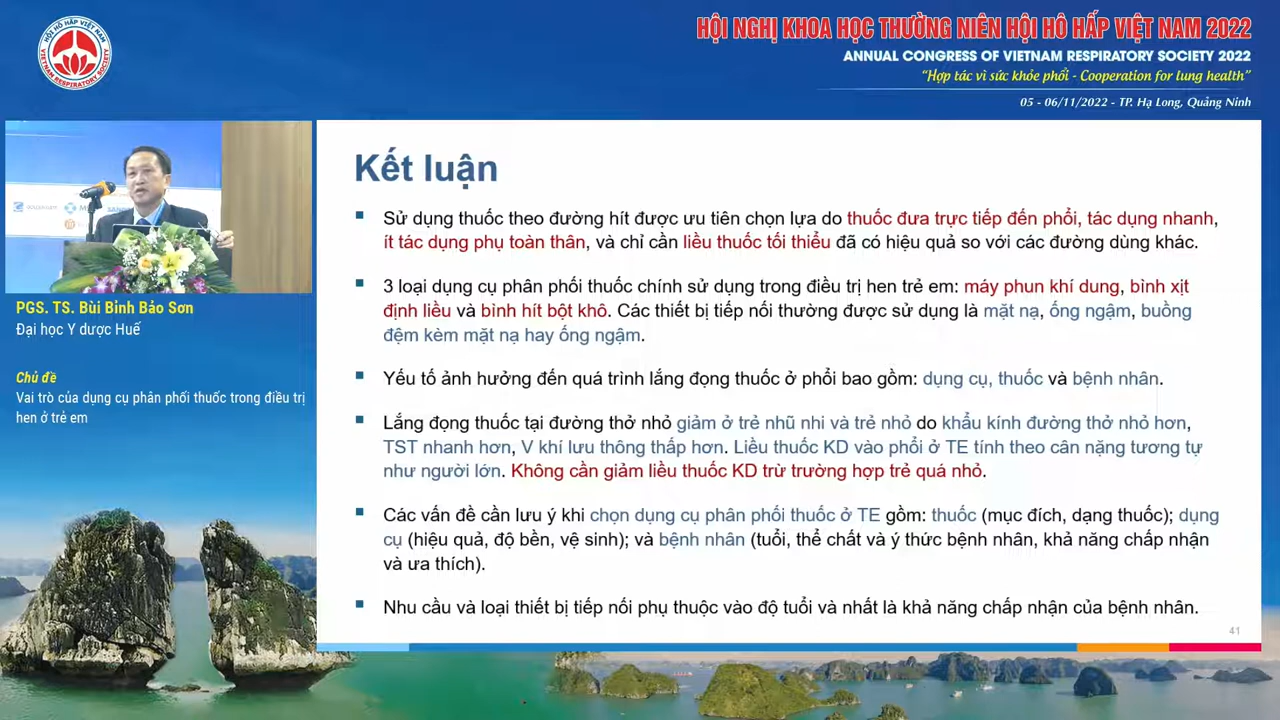 HỘI HÔ HẤP VIỆT NAM
VIETNAM RESPIRATORY SOCIETY
HỘI NGHỊ KHOA HỌC THƯỜNG NIÊN HỘI HÔ HẤP VIỆT NAM 2022
ANNUAL CONGRESS OF VIETNAM RESPIRATORY SOCIETY 2022
“Hợp tác vì sức khỏe phổi - Cooperation for lung health”
05 - 06/11/2022 - TP. Hạ Long, Quảng Ninh
PGS. TS. Bùi Bỉnh Bảo Sơn
Đại học Y dược Huế
Chủ đề
Vai trò của dụng cụ phân phối thuốc trong điều trị
hen ở trẻ em
Kết luận
Sử dụng thuốc theo đường hít được ưu tiên chọn lựa do thuốc đưa trực tiếp đến phổi, tác dụng nhanh,
ít tác dụng phụ toàn thân, và chỉ cần liều thuốc tối thiểu đã có hiệu quả so với các đường dùng khác.
3 loại dụng cụ phân phối thuốc chính sử dụng trong điều trị hen trẻ em: máy phun khí dung, bình xịt
định liều và bình hít bột khô. Các thiết bị tiếp nối thường được sử dụng là mặt nạ, ống ngậm, buồng
đệm kèm mặt nạ hay ống ngậm.
Yếu tố ảnh hưởng đến quá trình lắng đọng thuốc ở phổi bao gồm: dụng cụ, thuốc và bệnh nhân.
Lắng đọng thuốc tại đường thở nhỏ giảm ở trẻ nhũ nhi và trẻ nhỏ do khẩu kính đường thở nhỏ hơn,
TST nhanh hơn, V khí lưu thông thấp hơn. Liều thuốc KD vào phổi ở TE tính theo cân nặng tương tự
như người lớn. Không cần giảm liều thuốc KD trừ trường hợp trẻ quá nhỏ.
Các vấn đề cần lưu ý khi chọn dụng cụ phân phối thuốc ở TE gồm: thuốc (mục đích, dạng thuốc); dụng
cụ (hiệu quả, độ bền, vệ sinh); và bệnh nhân (tuổi, thể chất và ý thức bệnh nhân, khả năng chấp nhận
và ưa thích).
Nhu cầu và loại thiết bị tiếp nối phụ thuộc vào độ tuổi và nhất là khả năng chấp nhận của bệnh nhân.
41